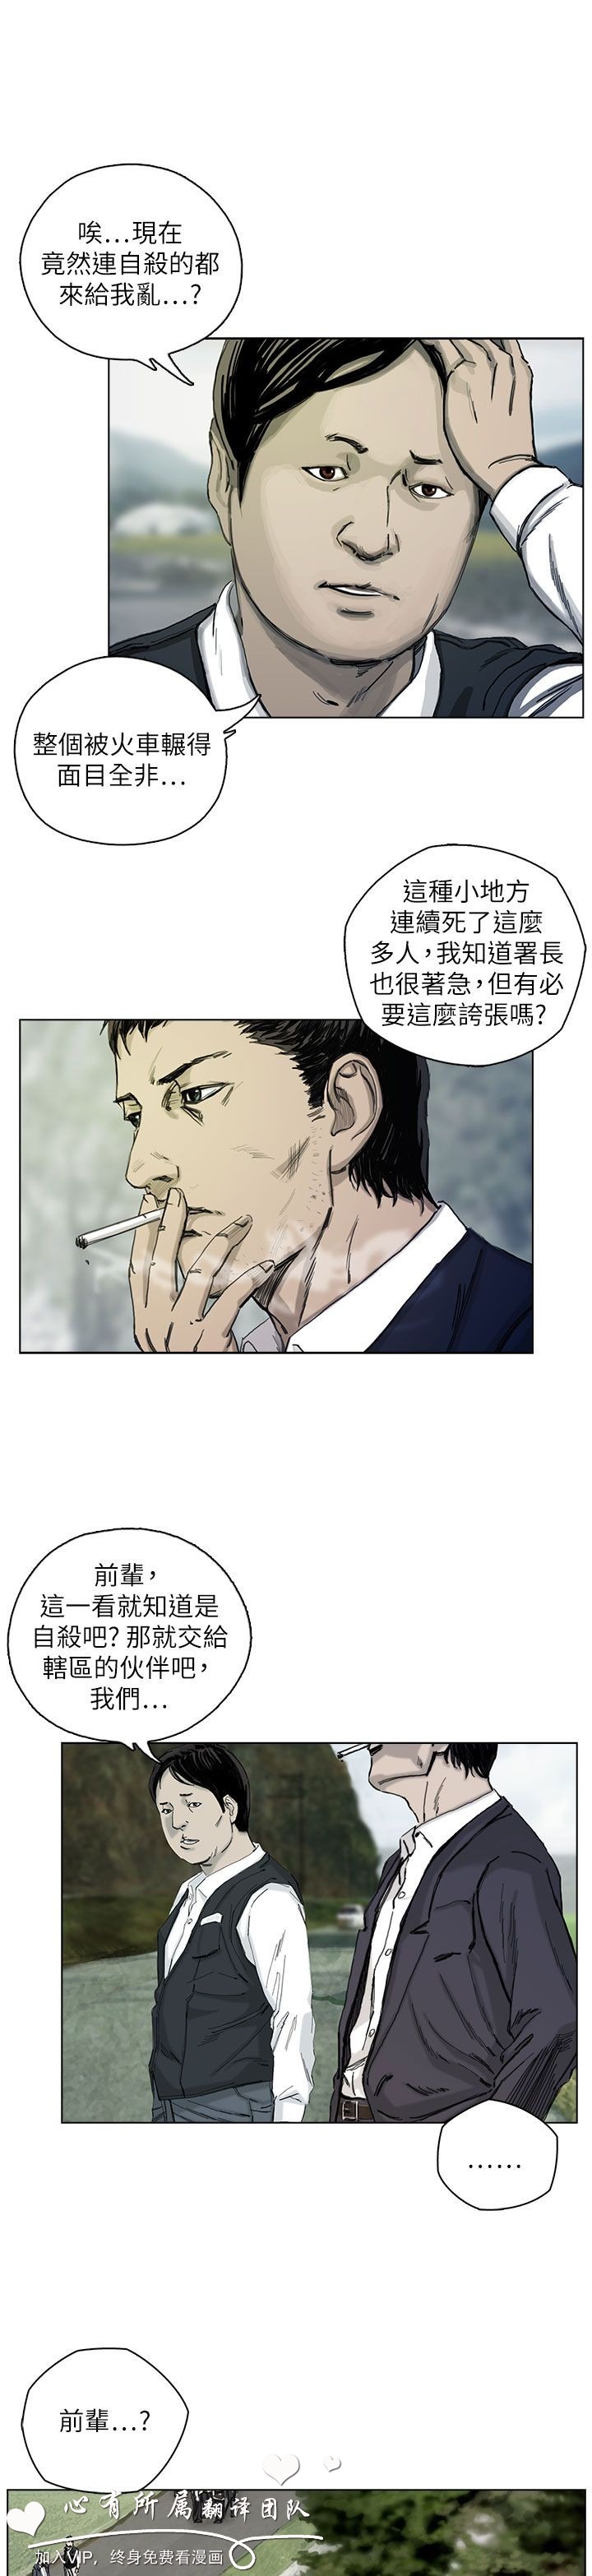 唉...現在
竟然連自殺的都
來給我亂...?
整個被火車輾得
面目全非...
這種小地方
連續死了這麼
多人,我知道署長
也很著急,但有必
要這麼誇張嗎?
前輩,
這一看就知道是
自殺吧? 那就交給
轄區的伙伴吧,
我們...
......
前輩...?
心有所属翻译团队
加入VIP，终身免费看漫画